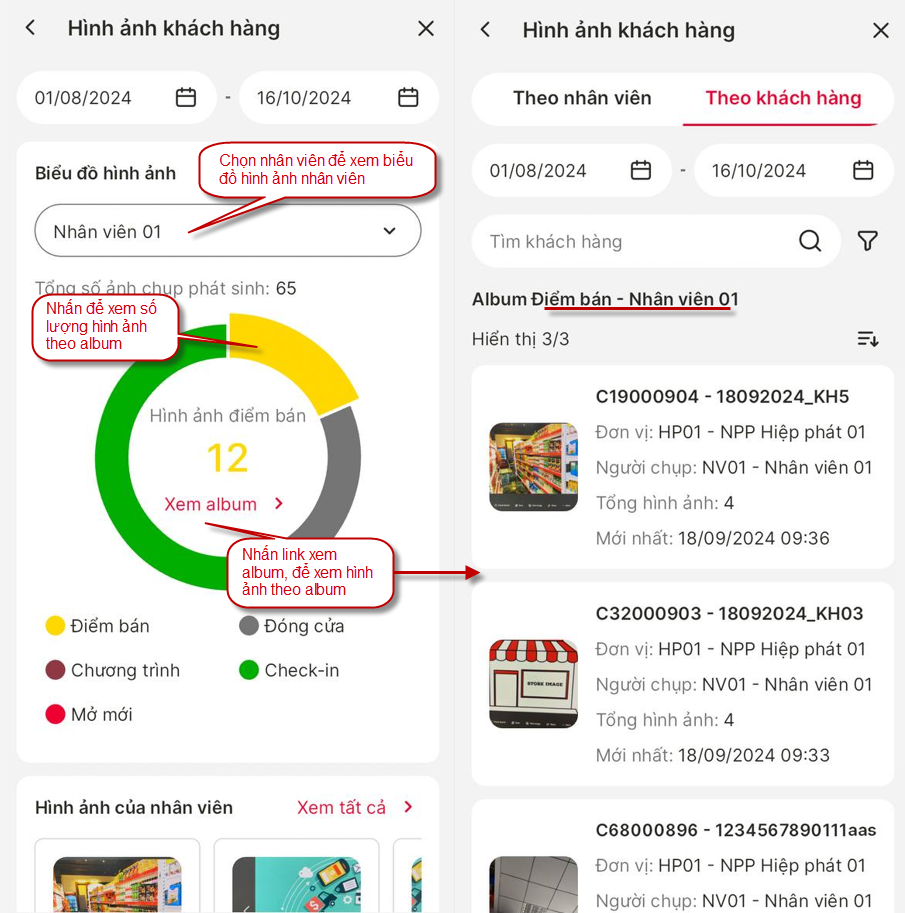 Hình ảnh khách hàng
01/08/2024 - 16/10/2024
Biểu đồ hình ảnh
Chọn nhân viên để xem biểu
đồ hình ảnh nhân viên
Nhân viên 01
Tổng số ảnh chụp phát sinh: 65
Nhấn để xem số
lượng hình ảnh
theo album
Hình ảnh điểm bán
12
Xem album
Nhấn link xem
album, để xem hình
ảnh theo album
Điểm bán
Đóng cửa
Chương trình
Check-in
Mở mới
Hình ảnh của nhân viên
Xem tất cả
Hình ảnh khách hàng
Theo nhân viên
Theo khách hàng
01/08/2024 - 16/10/2024
Tìm khách hàng
Album Điểm bán - Nhân viên 01
Hiển thị 3/3
C19000904 - 18092024_KH5
Đơn vị: HP01 - NPP Hiệp phát 01
Người chụp: NV01 - Nhân viên 01
Tổng hình ảnh: 4
Mới nhất: 18/09/2024 09:36
C32000903 - 18092024_KH03
STORE IMAGE
Đơn vị: HP01 - NPP Hiệp phát 01
Người chụp: NV01 - Nhân viên 01
Tổng hình ảnh: 4
Mới nhất: 18/09/2024 09:33
C68000896 - 1234567890111aas
Đơn vị: HP01 - NPP Hiệp phát 01
Người chụp: NV01 - Nhân viên 01